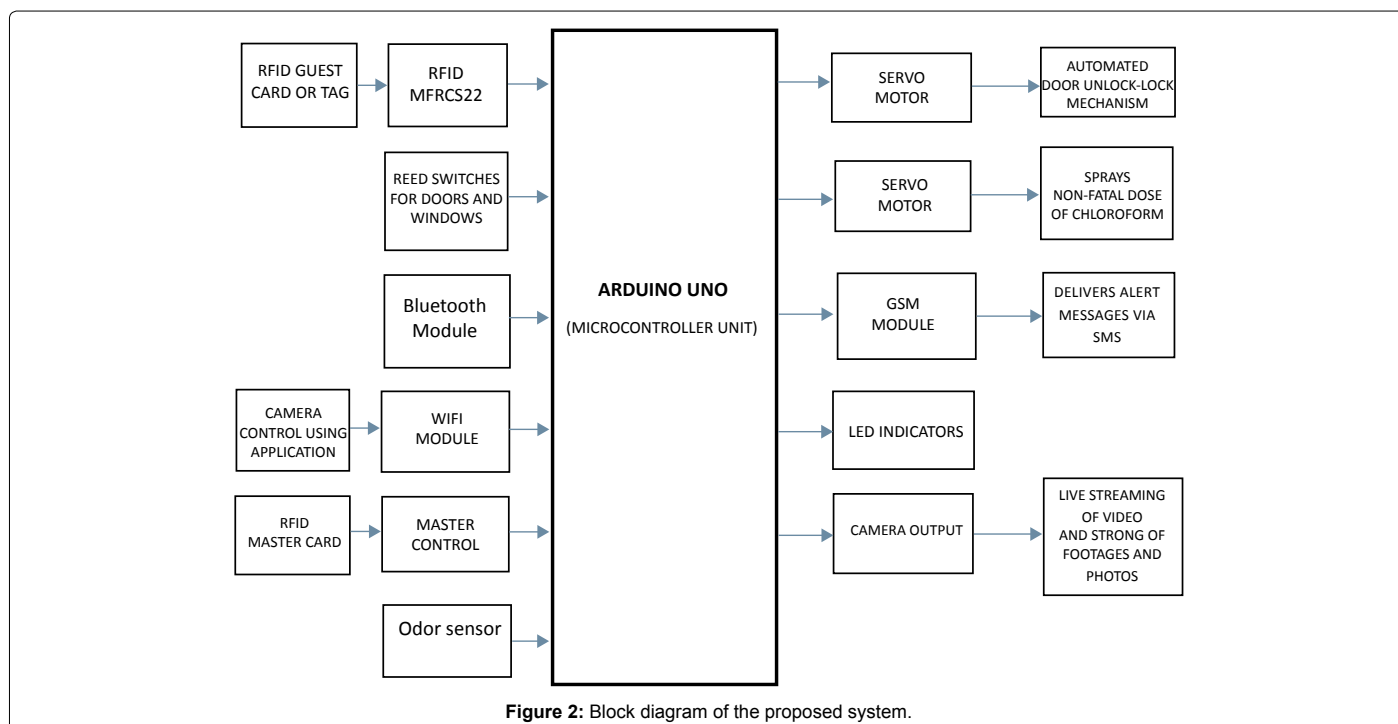 RFID GUEST
CARD OR TAG
RFID
MFRCS22
REED SWITCHES
FOR DOORS AND
WINDOWS
Bluetooth
Module
CAMERA
CONTROL USING
APPLICATION
WIFI
MODULE
RFID
MASTER CARD
MASTER
CONTROL
Odor sensor
ARDUINO UNO
(MICROCONTROLLER UNIT)
SERVO
MOTOR
AUTOMATED
DOOR UNLOCK-LOCK
MECHANISM
SERVO
MOTOR
SPRAYS
NON-FATAL DOSE
OF CHLOROFORM
GSM
MODULE
DELIVERS ALERT
MESSAGES VIA
SMS
LED INDICATORS
CAMERA OUTPUT
LIVE STREAMING
OF VIDEO
AND STRONG OF
FOOTAGES AND
PHOTOS
Figure 2: Block diagram of the proposed system.